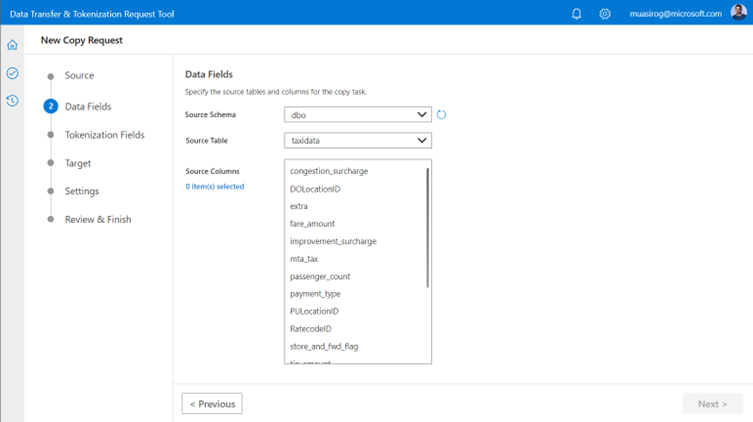 Data Transfer & Tokenization Request Tool
muasirog@microsoft.com
New Copy Request
Source
2 Data Fields
Tokenization Fields
Target
Settings
Review & Finish
Data Fields
Specify the source tables and columns for the copy task.
Source Schema
dbo
Source Table
taxidata
Source Columns
0 item(s) selected
congestion_surcharge
DOLocationID
extra
fare_amount
improvement_surcharge
mta_tax
passenger_count
payment_type
PULocationID
RatecodeID
store_and_fwd_flag
tip_amount
< Previous
Next >